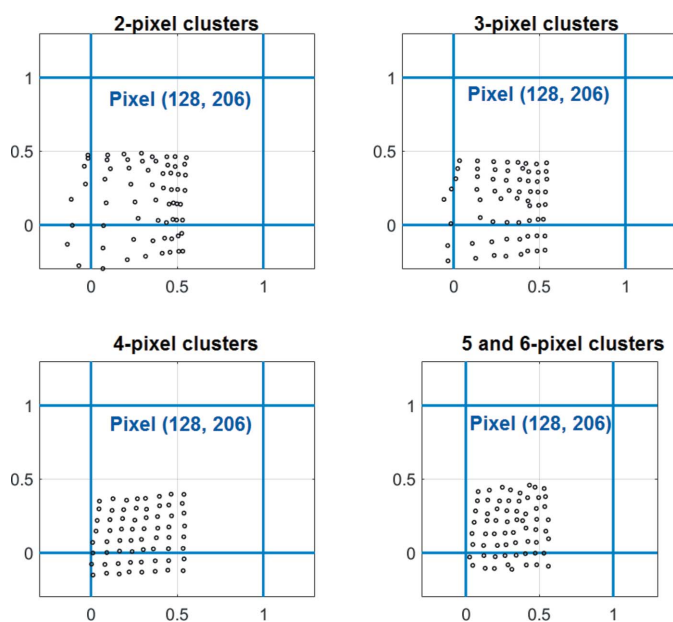 2-pixel clusters
1
Pixel (128, 206)
0.5
0
0 0.5 1
3-pixel clusters
1
Pixel (128, 206)
0.5
0
0 0.5 1
4-pixel clusters
1
Pixel (128, 206)
0.5
0
0 0.5 1
5 and 6-pixel clusters
1
Pixel (128, 206)
0.5
0
0 0.5 1